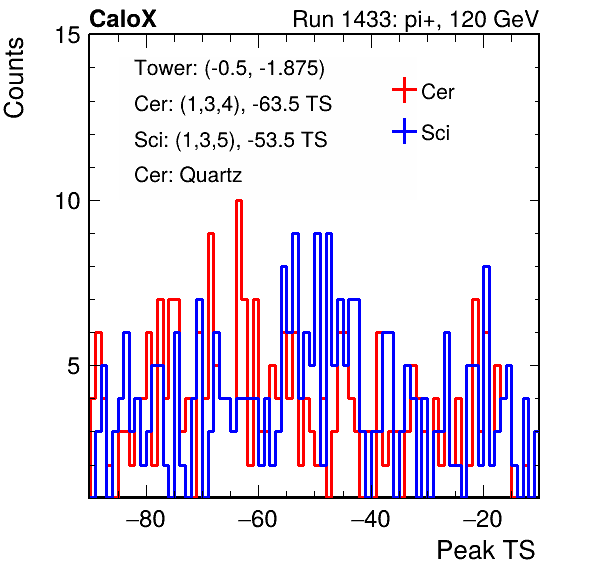 CaloX Run 1433: pi+, 120 GeV
Counts
15
10
5
Tower: (-0.5, -1.875)
Cer: (1,3,4), -63.5 TS
Sci: (1,3,5), -53.5 TS
Cer: Quartz
Cer
Sci
−80 −60 −40 −20
Peak TS